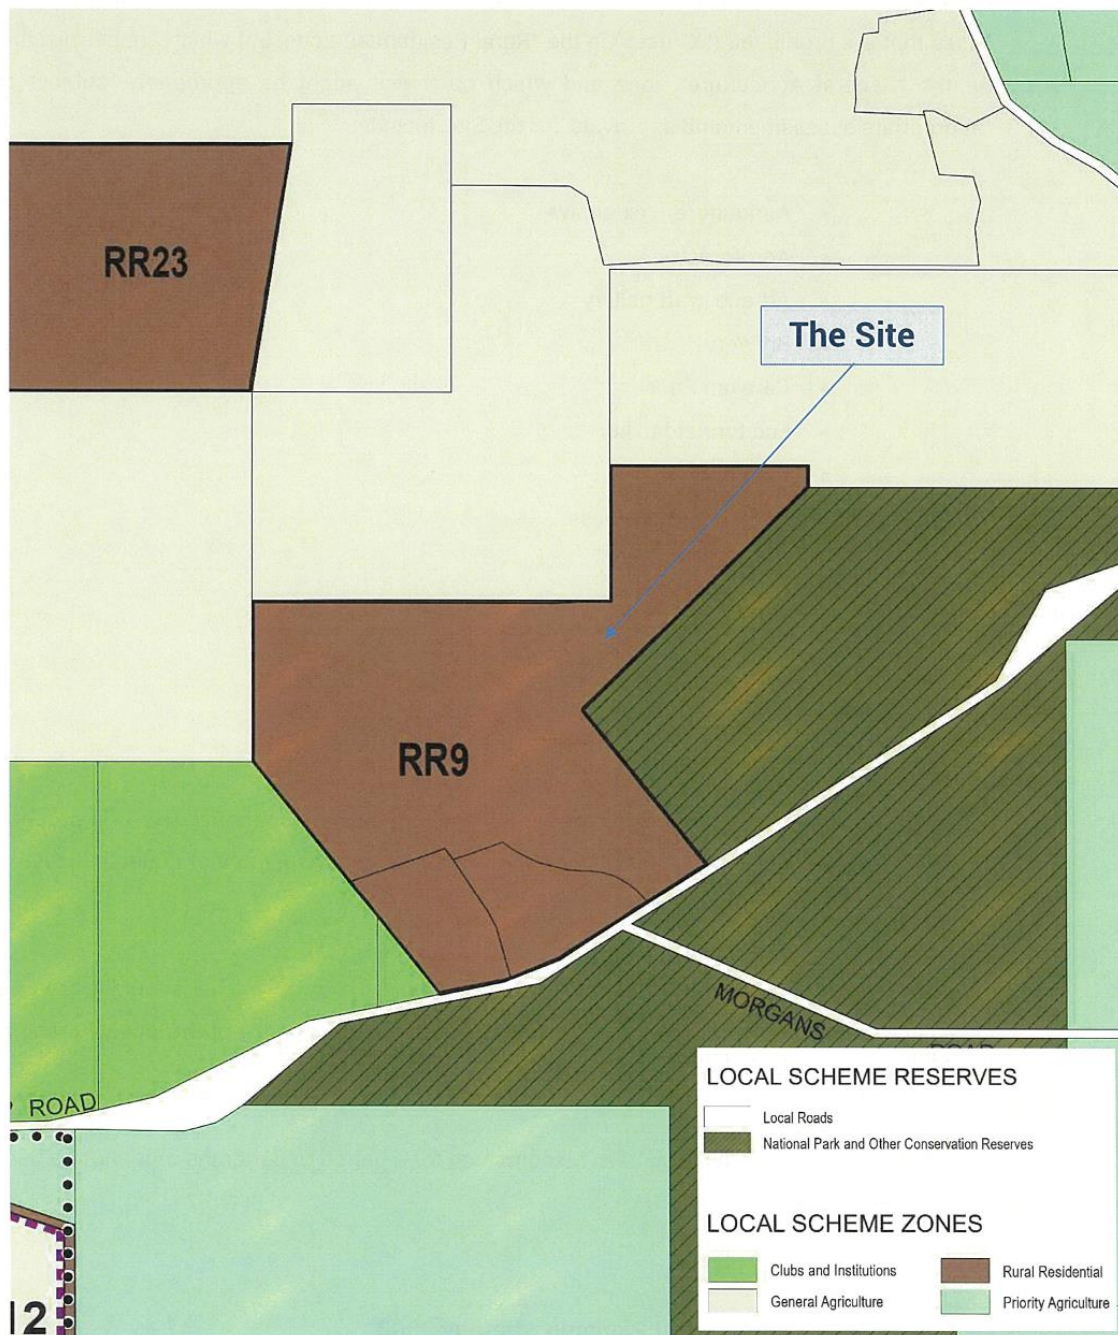 RR23
The Site
RR9
MORGANS
ROAD
LOCAL SCHEME RESERVES
Local Roads
National Park and Other Conservation Reserves
LOCAL SCHEME ZONES
Clubs and Institutions
Rural Residential
General Agriculture
Priority Agriculture
12